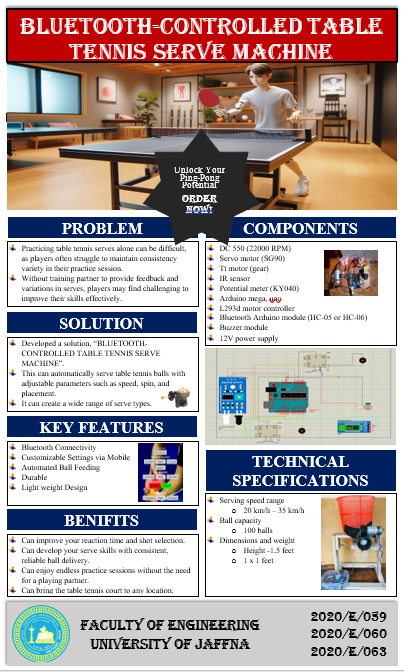 BLUETOOTH-CONTROLLED TABLE
TENNIS SERVE MACHINE
Unlock Your
Ping-Pong
Potential
ORDER
NOW!
PROBLEM
Practicing table tennis serves alone can be difficult,
as players often struggle to maintain consistency
variety in their practice session.
Without training partner to provide feedback and
variations in serves, players may find challenging to
improve their skills effectively.
SOLUTION
Developed a solution, “BLUETOOTH-
CONTROLLED TABLE TENNIS SERVE
MACHINE”.
This can automatically serve table tennis balls with
adjustable parameters such as speed, spin, and
placement.
It can create a wide range of serve types.
KEY FEATURES
Bluetooth Connectivity
Customizable Settings via Mobile
Automated Ball Feeding
Durable
Light weight Design
BENIFITS
Can improve your reaction time and shot selection.
Can develop your serve skills with consistent,
reliable ball delivery.
Can enjoy endless practice sessions without the need
for a playing partner.
Can bring the table tennis court to any location.
COMPONENTS
DC 550 (22000 RPM)
Servo motor (SG90)
Tt motor (gear)
IR sensor
Potential meter (KY040)
Arduino mega, uno
L293d motor controller
Bluetooth Arduino module (HC-05 or HC-06)
Buzzer module
12V power supply
TECHNICAL
SPECIFICATIONS
Serving speed range
20 km/h – 35 km/h
Ball capacity
100 balls
Dimensions and weight
Height -1.5 feet
1 x 1 feet
FACULTY OF ENGINEERING
UNIVERSITY OF JAFFNA
2020/E/039
2020/E/060
2020/E/063